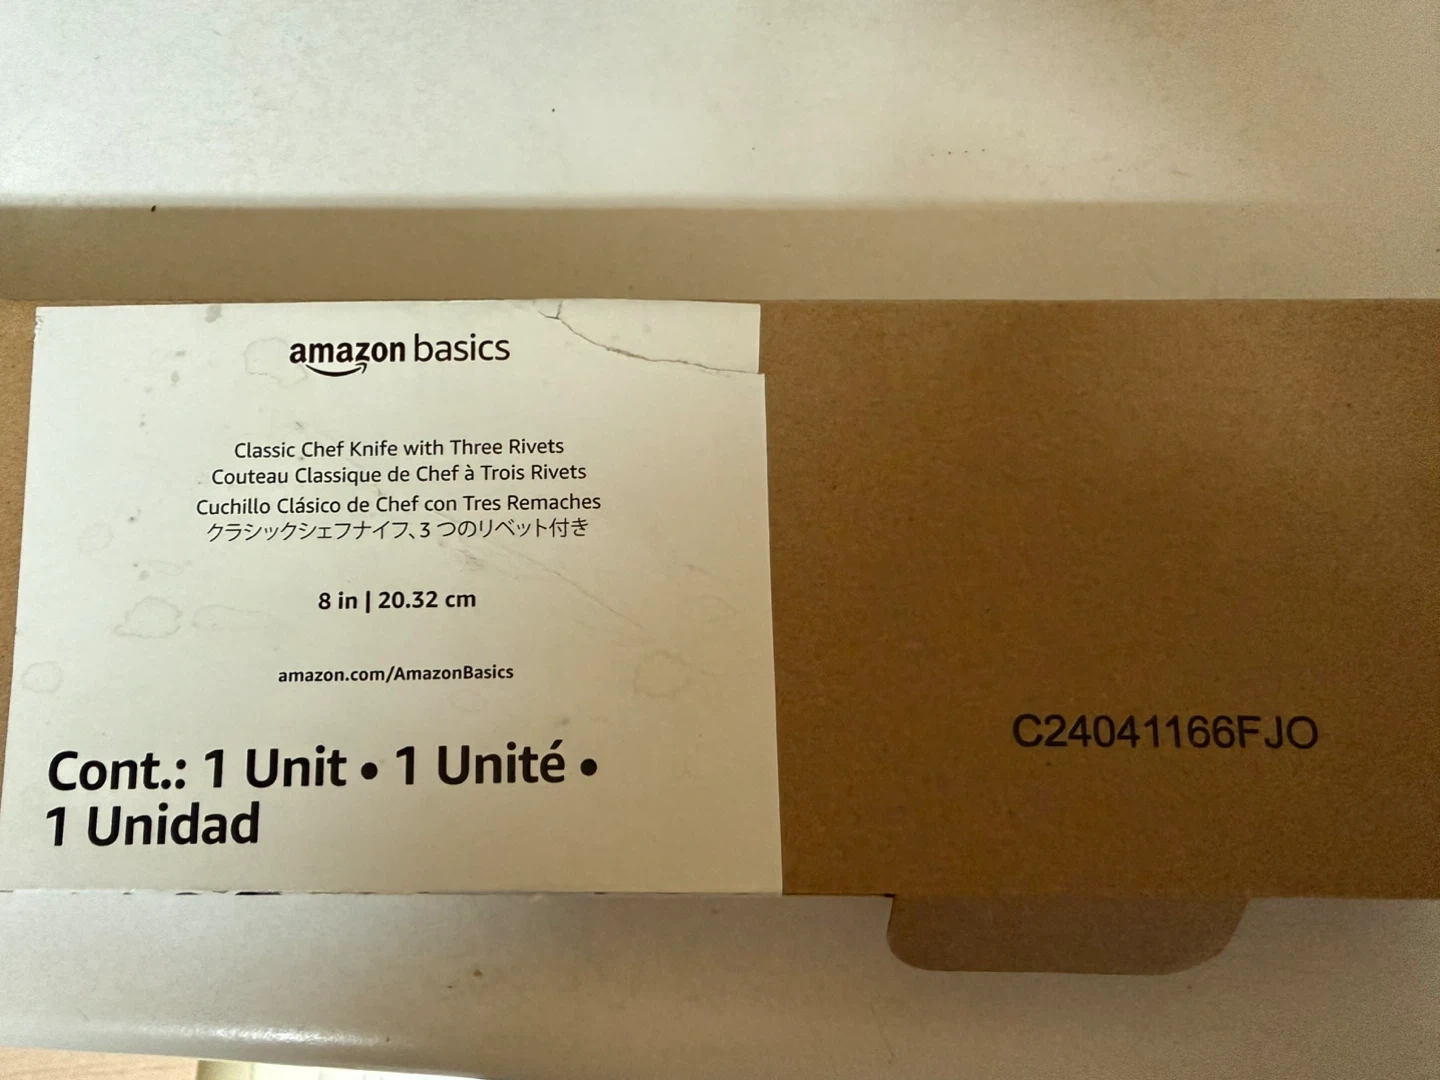 amazon basics
Classic Chef Knife with Three Rivets
Couteau Classique de Chef à Trois Rivets
Cuchillo Clásico de Chef con Tres Remaches
クラシックシェフナイフ、3 つのリベット付き
8 in | 20.32 cm
amazon.com/AmazonBasics
Cont.: 1 Unit • 1 Unité •
1 Unidad
C24041166FJO